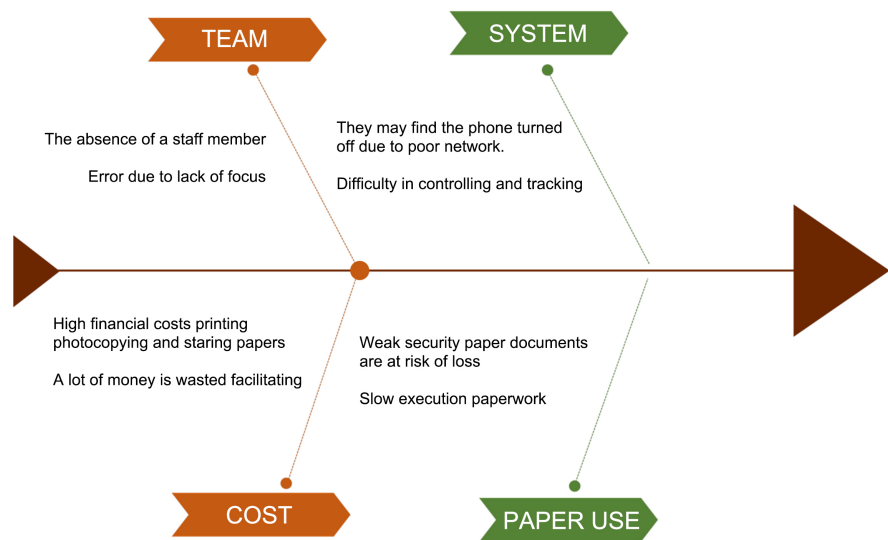 TEAM
SYSTEM
The absence of a staff member
Error due to lack of focus
They may find the phone turned
off due to poor network.
Difficulty in controlling and tracking
High financial costs printing
photocopying and staring papers
A lot of money is wasted facilitating
Weak security paper documents
are at risk of loss
Slow execution paperwork
COST
PAPER USE